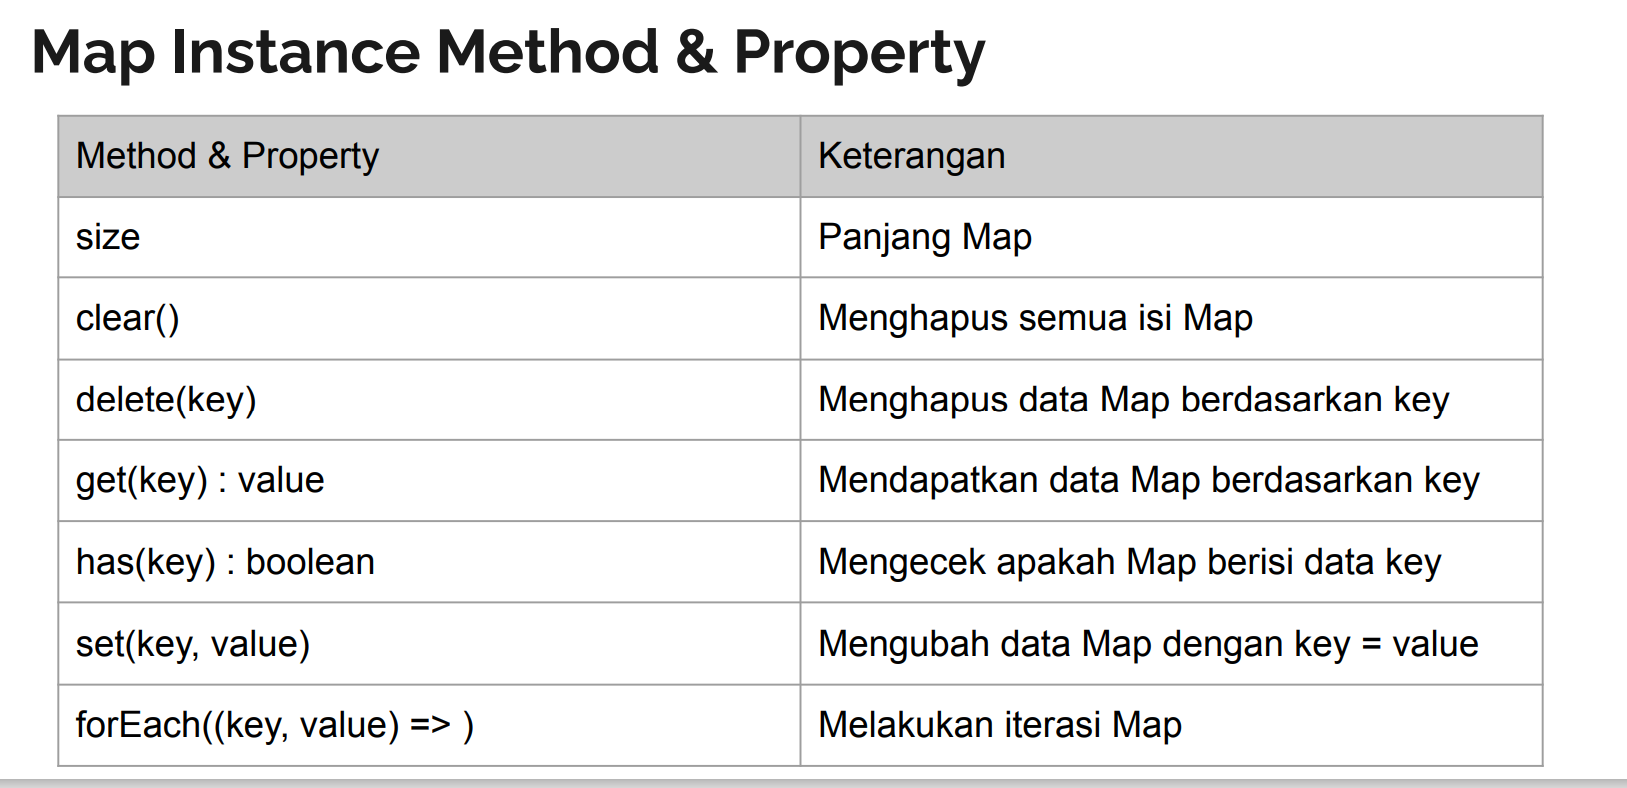 Map Instance Method & Property
Method & Property
Keterangan
size
Panjang Map
clear()
Menghapus semua isi Map
delete(key)
Menghapus data Map berdasarkan key
get(key) : value
Mendapatkan data Map berdasarkan key
has(key) : boolean
Mengecek apakah Map berisi data key
set(key, value)
Mengubah data Map dengan key = value
forEach((key, value) => )
Melakukan iterasi Map